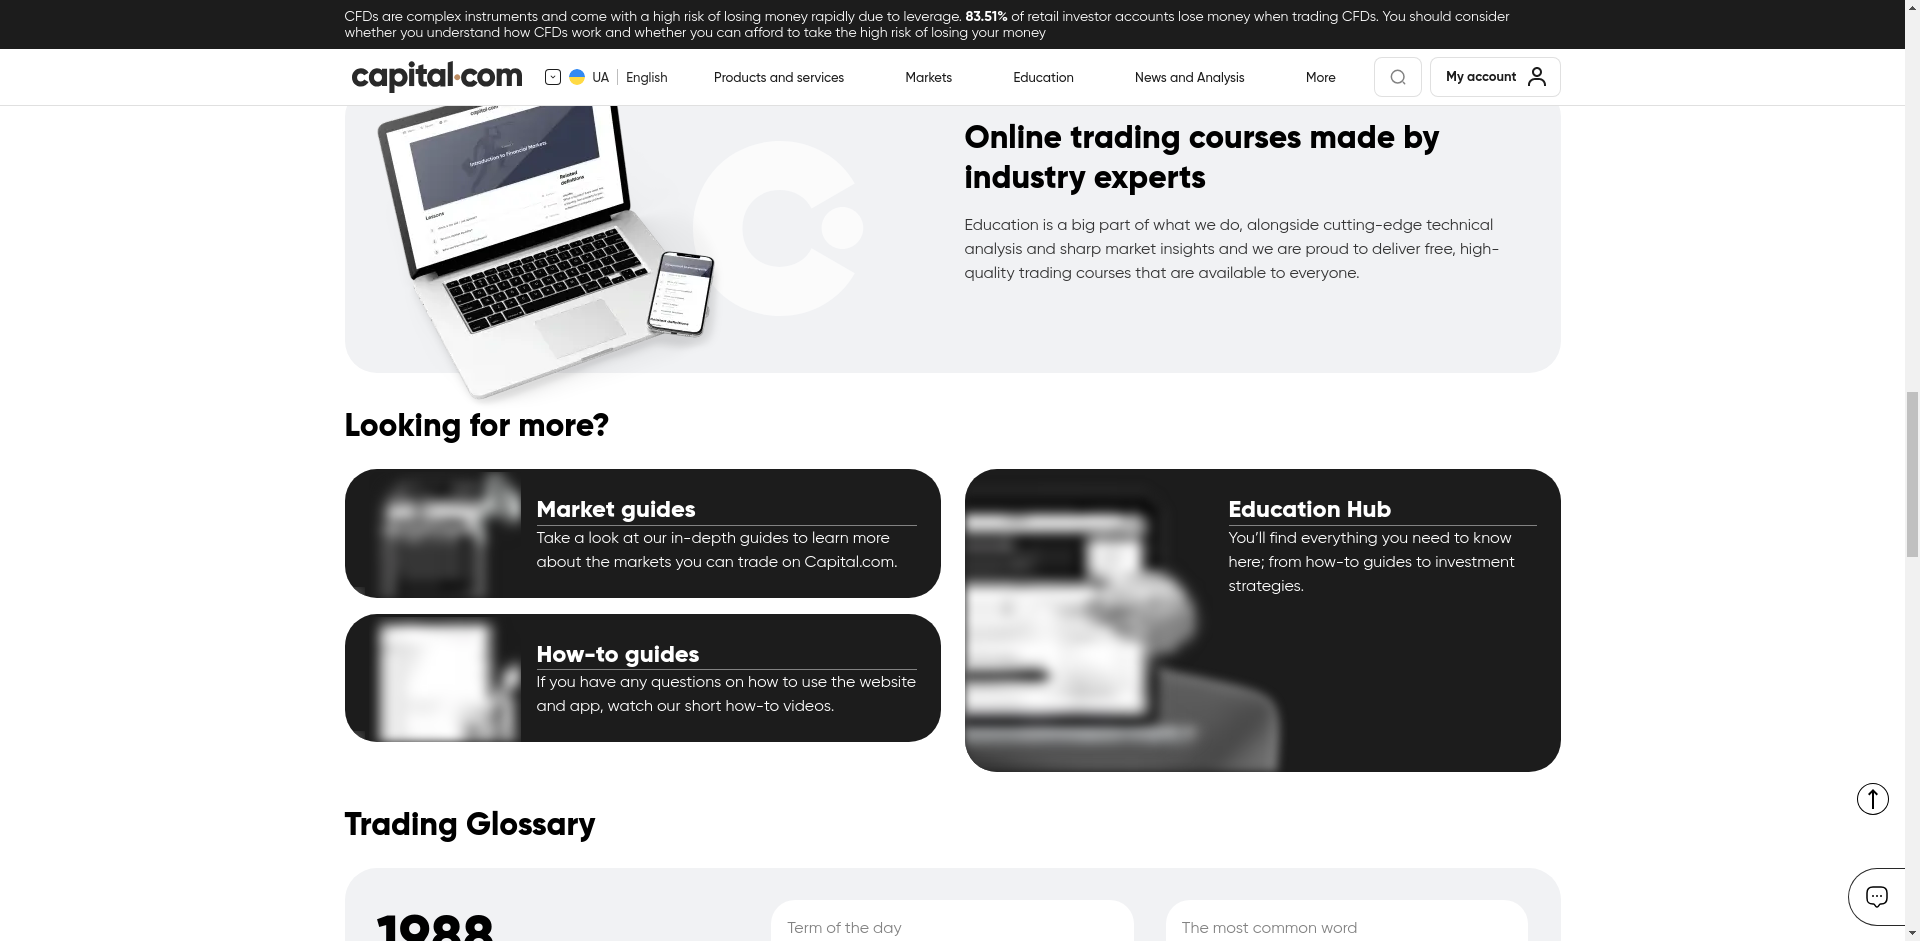 CFDs are complex instruments and come with a high risk of losing money rapidly due to leverage. 83.51% of retail investor accounts lose money when trading CFDs. You should consider
whether you understand how CFDs work and whether you can afford to take the high risk of losing your money
capital.com
UA
English
Products and services
Markets
Education
News and Analysis
More
My account
Introduction to Financial Markets
Related
definitions
Lessons
Online trading courses made by
industry experts
Education is a big part of what we do, alongside cutting-edge technical
analysis and sharp market insights and we are proud to deliver free, high-
quality trading courses that are available to everyone.
Looking for more?
Market guides
Take a look at our in-depth guides to learn more
about the markets you can trade on Capital.com.
How-to guides
If you have any questions on how to use the website
and app, watch our short how-to videos.
Education Hub
You’ll find everything you need to know
here; from how-to guides to investment
strategies.
Trading Glossary
1988
Term of the day
The most common word